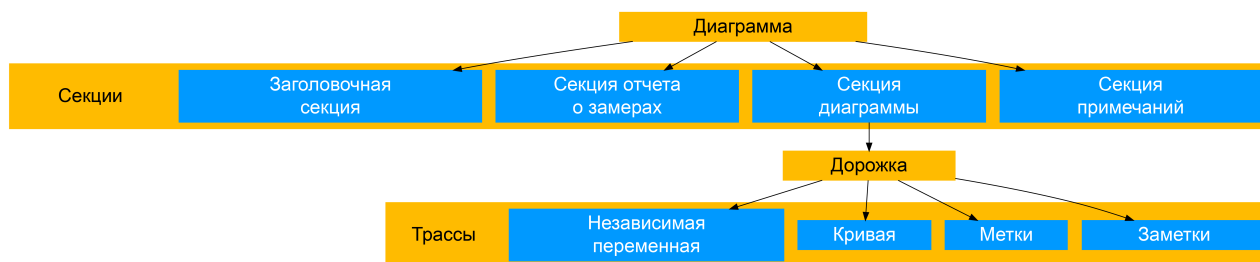 Диаграмма
Секции
Заголовочная
секция
Секция отчета
о замерах
Секция
диаграммы
Секция
примечаний
Дорожка
Трассы
Независимая
переменная
Кривая
Метки
Заметки